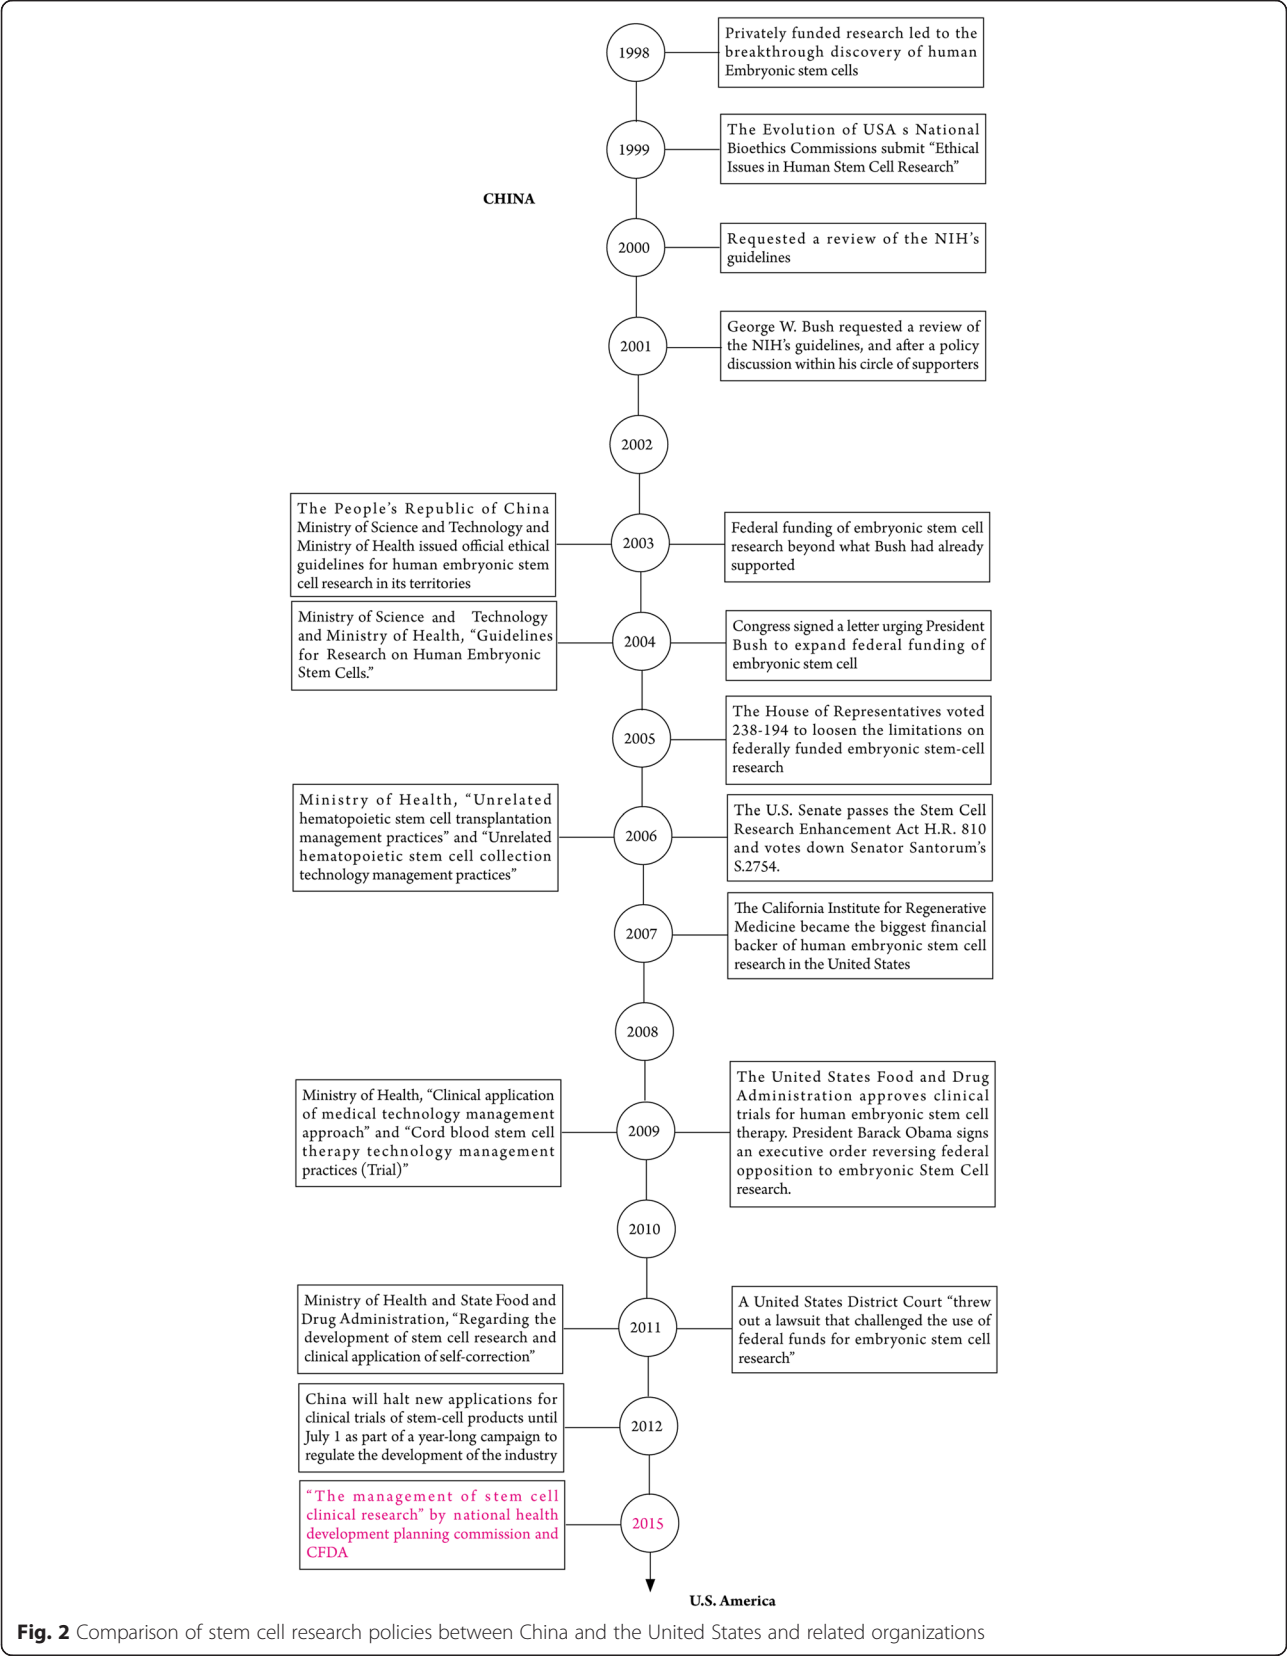 1998
Privately funded research led to the
breakthrough discovery of human
Embryonic stem cells
1999
The Evolution of USA s National
Bioethics Commissions submit “Ethical
Issues in Human Stem Cell Research”
CHINA
2000
Requested a review of the NIH’s
guidelines
2001
George W. Bush requested a review of
the NIH’s guidelines, and after a policy
discussion within his circle of supporters
2002
The People’s Republic of China
Ministry of Science and Technology and
Ministry of Health issued official ethical
guidelines for human embryonic stem
cell research in its territories
2003
Federal funding of embryonic stem cell
research beyond what Bush had already
supported
Ministry of Science and Technology
and Ministry of Health, “Guidelines
for Research on Human Embryonic
Stem Cells.”
2004
Congress signed a letter urging President
Bush to expand federal funding of
embryonic stem cell
2005
The House of Representatives voted
238-194 to loosen the limitations on
federally funded embryonic stem-cell
research
Ministry of Health, “Unrelated
hematopoietic stem cell transplantation
management practices” and “Unrelated
hematopoietic stem cell collection
technology management practices”
2006
The U.S. Senate passes the Stem Cell
Research Enhancement Act H.R. 810
and votes down Senator Santorum’s
S.2754.
2007
The California Institute for Regenerative
Medicine became the biggest financial
backer of human embryonic stem cell
research in the United States
2008
Ministry of Health, “Clinical application
of medical technology management
approach” and “Cord blood stem cell
therapy technology management
practices (Trial)”
2009
The United States Food and Drug
Administration approves clinical
trials for human embryonic stem cell
therapy. President Barack Obama signs
an executive order reversing federal
opposition to embryonic Stem Cell
research.
2010
Ministry of Health and State Food and
Drug Administration, “Regarding the
development of stem cell research and
clinical application of self-correction”
2011
A United States District Court “threw
out a lawsuit that challenged the use of
federal funds for embryonic stem cell
research”
China will halt new applications for
clinical trials of stem-cell products until
July 1 as part of a year-long campaign to
regulate the development of the industry
2012
“The management of stem cell
clinical research” by national health
development planning commission and
CFDA
2015
U.S. America
Fig. 2 Comparison of stem cell research policies between China and the United States and related organizations